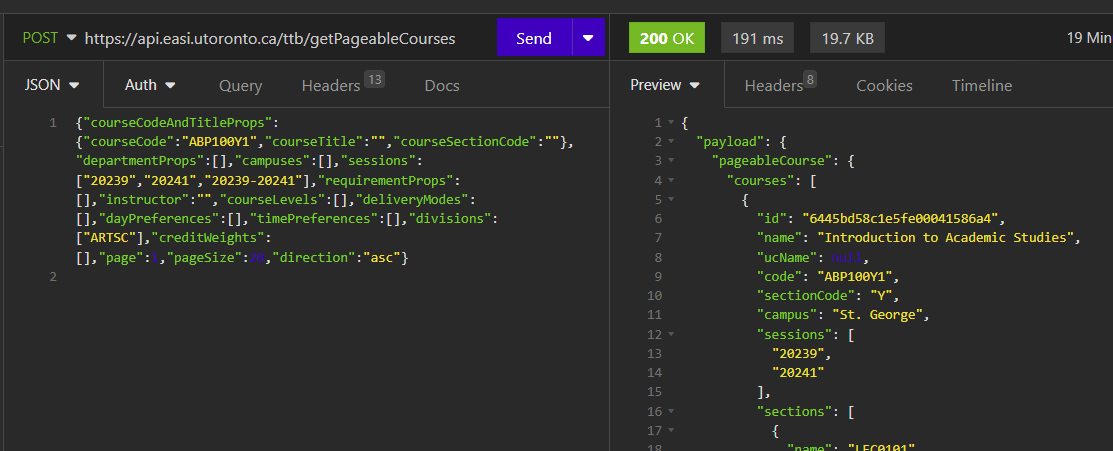 POST https://api.easi.utoronto.ca/ttb/getPageableCourses Send 200 OK 191 ms 19.7 KB 19 Min
JSON Auth Query Headers 13 Docs Preview Headers 8 Cookies Timeline
1 {"courseCodeAndTitleProps":
{"courseCode":"ABP100Y1","courseTitle":"","courseSectionCode":""},
"departmentProps":[],"campuses":[],"sessions":
["20239","20241","20239-20241"],"requirementProps":
[],"instructor":"","courseLevels":[],"deliveryModes":
[],"dayPreferences":[],"timePreferences":[],"divisions":
["ARTSC"],"creditWeights":
[],"page":1,"pageSize":20,"direction":"asc"}
2
1 {
2 "payload": {
3 "pageableCourse": {
4 "courses": [
5 {
6 "id": "6445bd58c1e5fe00041586a4",
7 "name": "Introduction to Academic Studies",
8 "ucName": null,
9 "code": "ABP100Y1",
10 "sectionCode": "Y",
11 "campus": "St. George",
12 "sessions": [
13 "20239",
14 "20241"
15 ],
16 "sections": [
17 {
18 "name": "LEC0101",